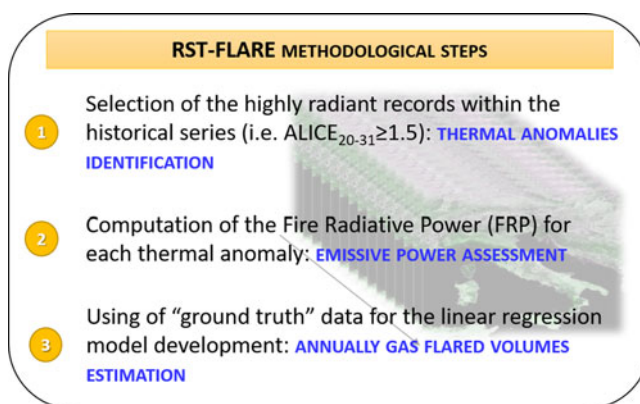 RST-FLARE METHODOLOGICAL STEPS
1 Selection of the highly radiant records within the
historical series (i.e. ALICE20-31≥1.5): THERMAL ANOMALIES
IDENTIFICATION
2 Computation of the Fire Radiative Power (FRP) for
each thermal anomaly: EMISSIVE POWER ASSESSMENT
3 Using of “ground truth” data for the linear regression
model development: ANNUALLY GAS FLARED VOLUMES
ESTIMATION